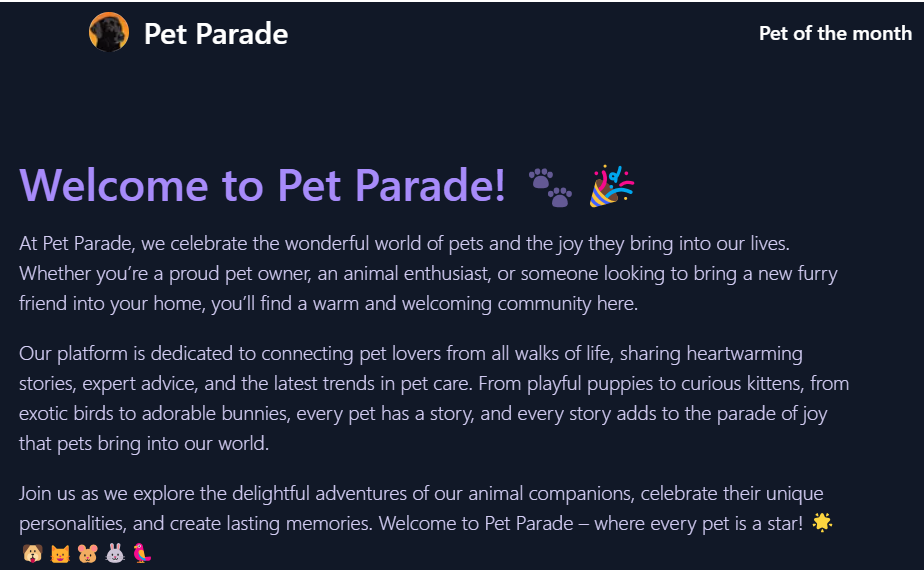 Pet Parade
Pet of the month
Welcome to Pet Parade! 🐾 🎉
At Pet Parade, we celebrate the wonderful world of pets and the joy they bring into our lives.
Whether you’re a proud pet owner, an animal enthusiast, or someone looking to bring a new furry
friend into your home, you’ll find a warm and welcoming community here.
Our platform is dedicated to connecting pet lovers from all walks of life, sharing heartwarming
stories, expert advice, and the latest trends in pet care. From playful puppies to curious kittens, from
exotic birds to adorable bunnies, every pet has a story, and every story adds to the parade of joy
that pets bring into our world.
Join us as we explore the delightful adventures of our animal companions, celebrate their unique
personalities, and create lasting memories. Welcome to Pet Parade – where every pet is a star! 🌟
🐶 🐱 🐭 🐰 🦜